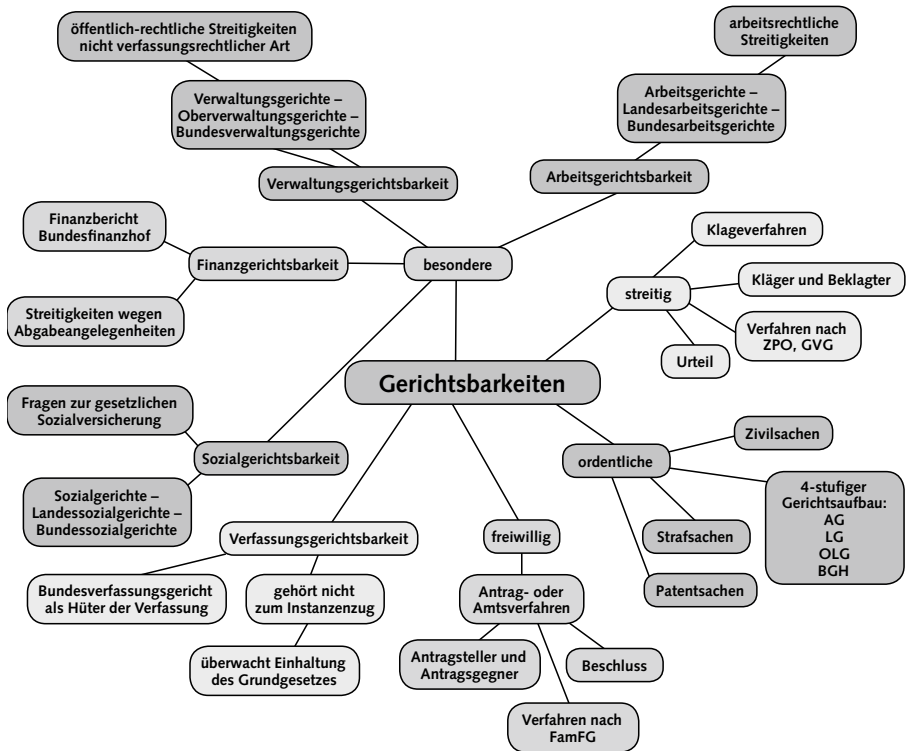 öffentlich-rechtliche Streitigkeiten
nicht verfassungsrechtlicher Art
arbeitsrechtliche
Streitigkeiten
Verwaltungsgerichte –
Oberverwaltungsgerichte –
Bundesverwaltungsgerichte
Arbeitsgerichte –
Landesarbeitsgerichte –
Bundesarbeitsgerichte
Verwaltungsgerichtsbarkeit
Arbeitsgerichtsbarkeit
Finanzbericht
Bundesfinanzhof
Finanzgerichtsbarkeit
besondere
Streitigkeiten wegen
Abgabeangelegenheiten
Klageverfahren
streitig
Kläger und Beklagter
Verfahren nach
ZPO, GVG
Urteil
Gerichtsbarkeiten
Fragen zur gesetzlichen
Sozialversicherung
Sozialgerichtsbarkeit
Sozialgerichte –
Landessozialgerichte –
Bundessozialgerichte
ordentliche
Zivilsachen
4-stufiger
Gerichtsaufbau:
AG
LG
OLG
BGH
Strafsachen
Patentsachen
Verfassungsgerichtsbarkeit
Bundesverfassungsgericht
als Hüter der Verfassung
gehört nicht
zum Instanzenzug
überwacht Einhaltung
des Grundgesetzes
freiwillig
Antrag- oder
Amtsverfahren
Antragsteller und
Antragsgegner
Beschluss
Verfahren nach
FamFG